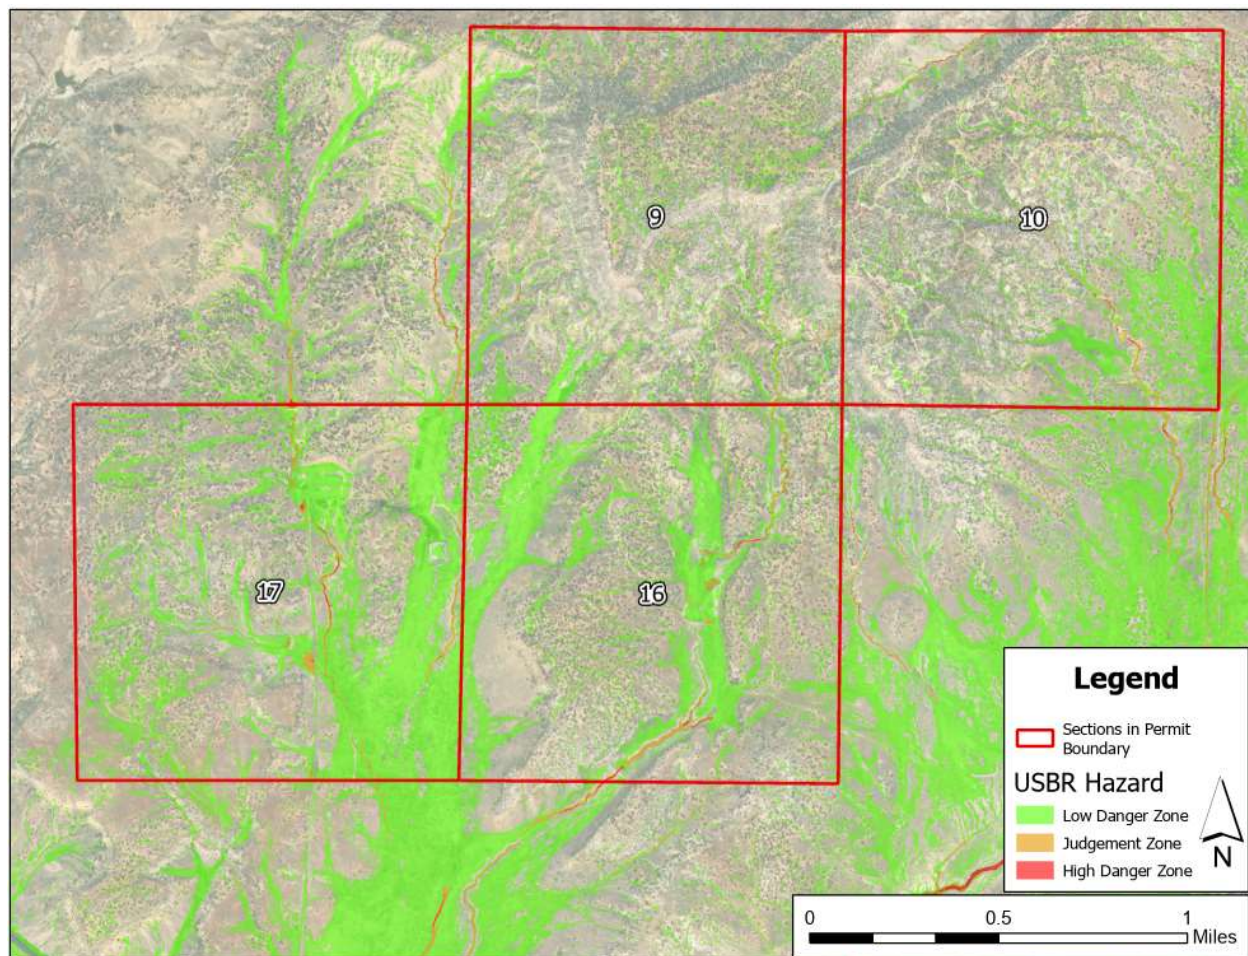 9
10
17
16
Legend
Sections in Permit
Boundary
USBR Hazard
Low Danger Zone
Judgement Zone
High Danger Zone
N
0 0.5 1
Miles